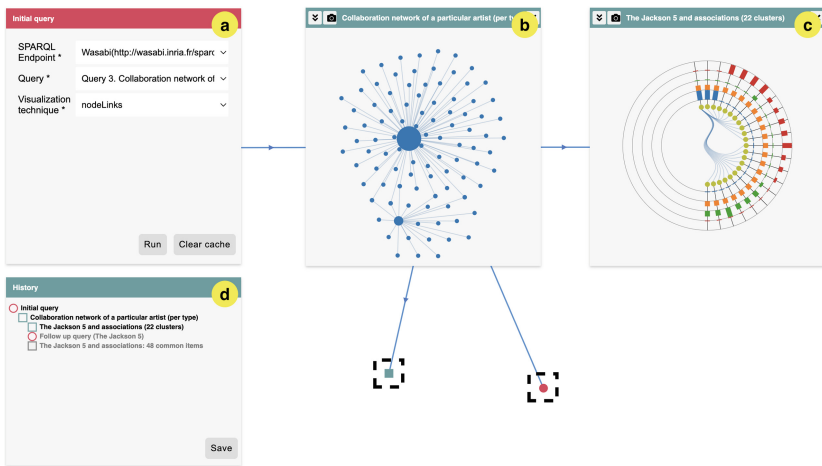 Initial query
a
SPARQL
Endpoint *
Wasabi(http://wasabi.inria.fr/sparc
Query *
Query 3. Collaboration network of
Visualization
technique *
nodeLinks
Run
Clear cache
Collaboration network of a particular artist (per ty
b
The Jackson 5 and associations (22 clusters)
c
History
d
Initial query
Collaboration network of a particular artist (per type)
The Jackson 5 and associations (22 clusters)
Follow up query (The Jackson 5)
The Jackson 5 and associations: 48 common items
Save